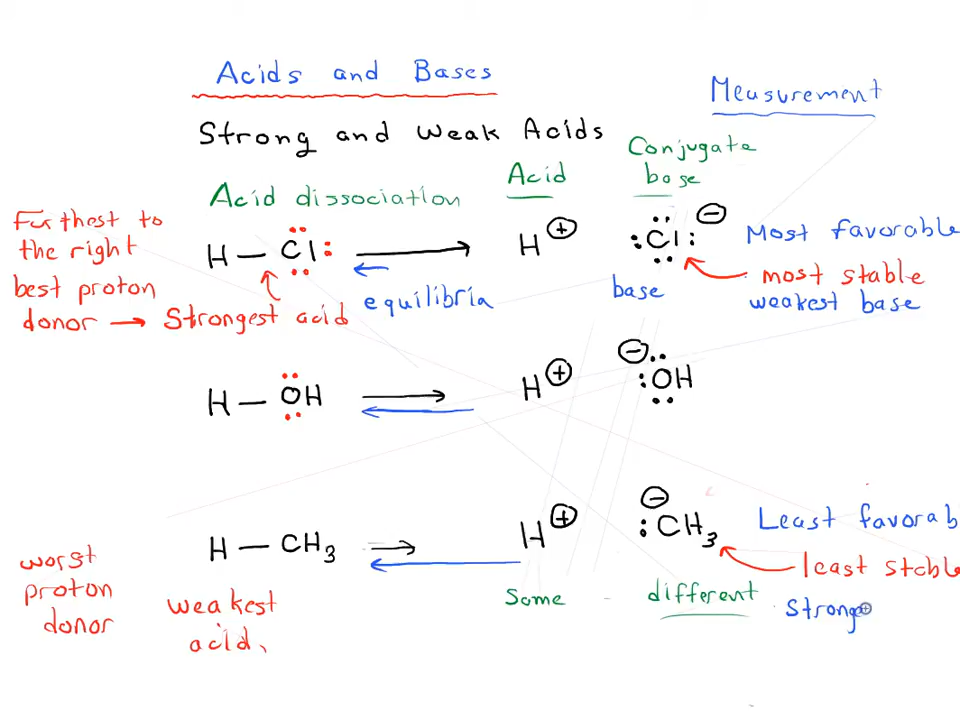 Acids and Bases
Measurement
Strong and Weak Acids
Conjugate
base
Acid
Acid dissociation
Furthest to
the right
best proton
donor → Strongest acid
H – Cl
H ⊕
Cl ⊖
Most favorable
most stable
weakest base
base
equilibria
H – OH
H ⊕
⊖ OH
H – CH3
H ⊕
⊖ CH3
Least favorab
least stable
Strong
worst
proton
donor
weakest
acid
Same - different